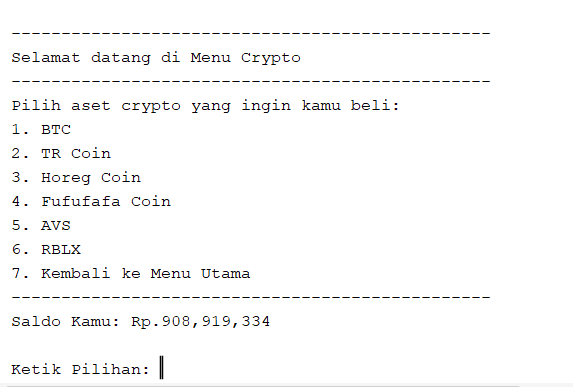 ------------------------------------------------
Selamat datang di Menu Crypto
------------------------------------------------
Pilih aset crypto yang ingin kamu beli:
1. BTC
2. TR Coin
3. Horeg Coin
4. Fufufafa Coin
5. AVS
6. RBLX
7. Kembali ke Menu Utama
------------------------------------------------
Saldo Kamu: Rp.908,919,334
Ketik Pilihan: